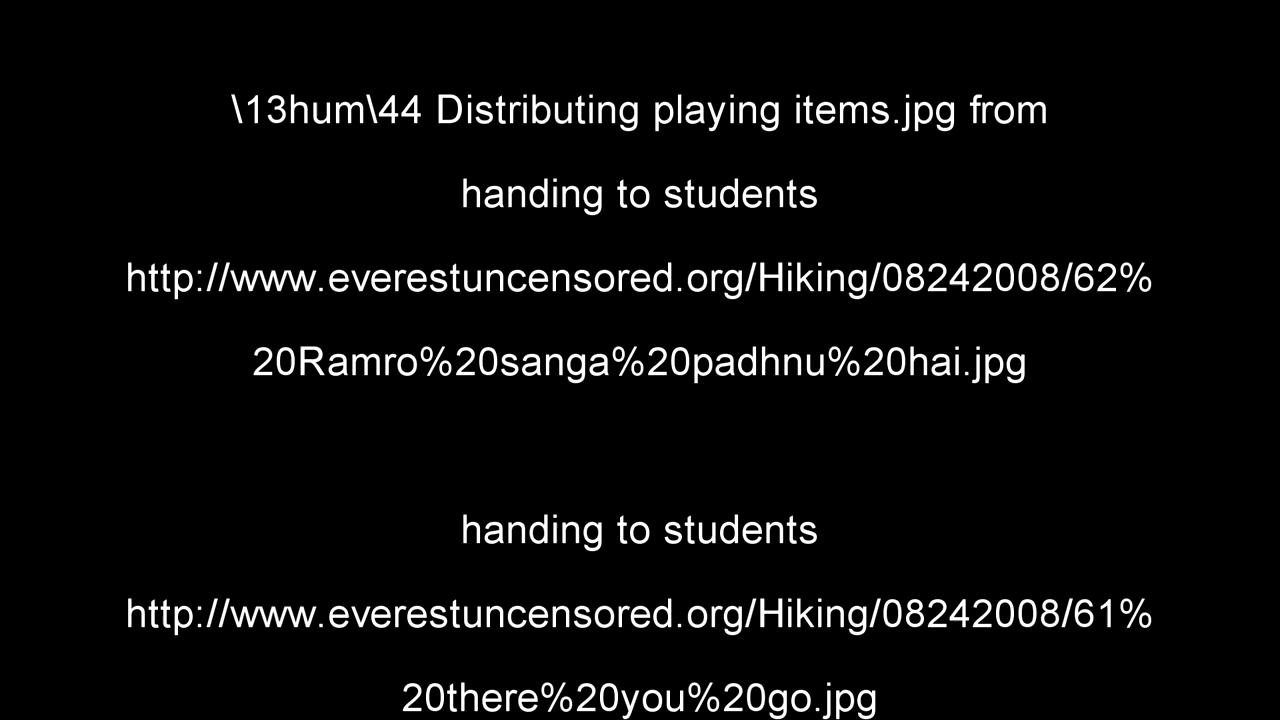 \13hum\44 Distributing playing items.jpg from
handing to students
http://www.everestuncensored.org/Hiking/08242008/62%
20Ramro%20sanga%20padhnu%20hai.jpg
handing to students
http://www.everestuncensored.org/Hiking/08242008/61%
20there%20you%20go.jpg